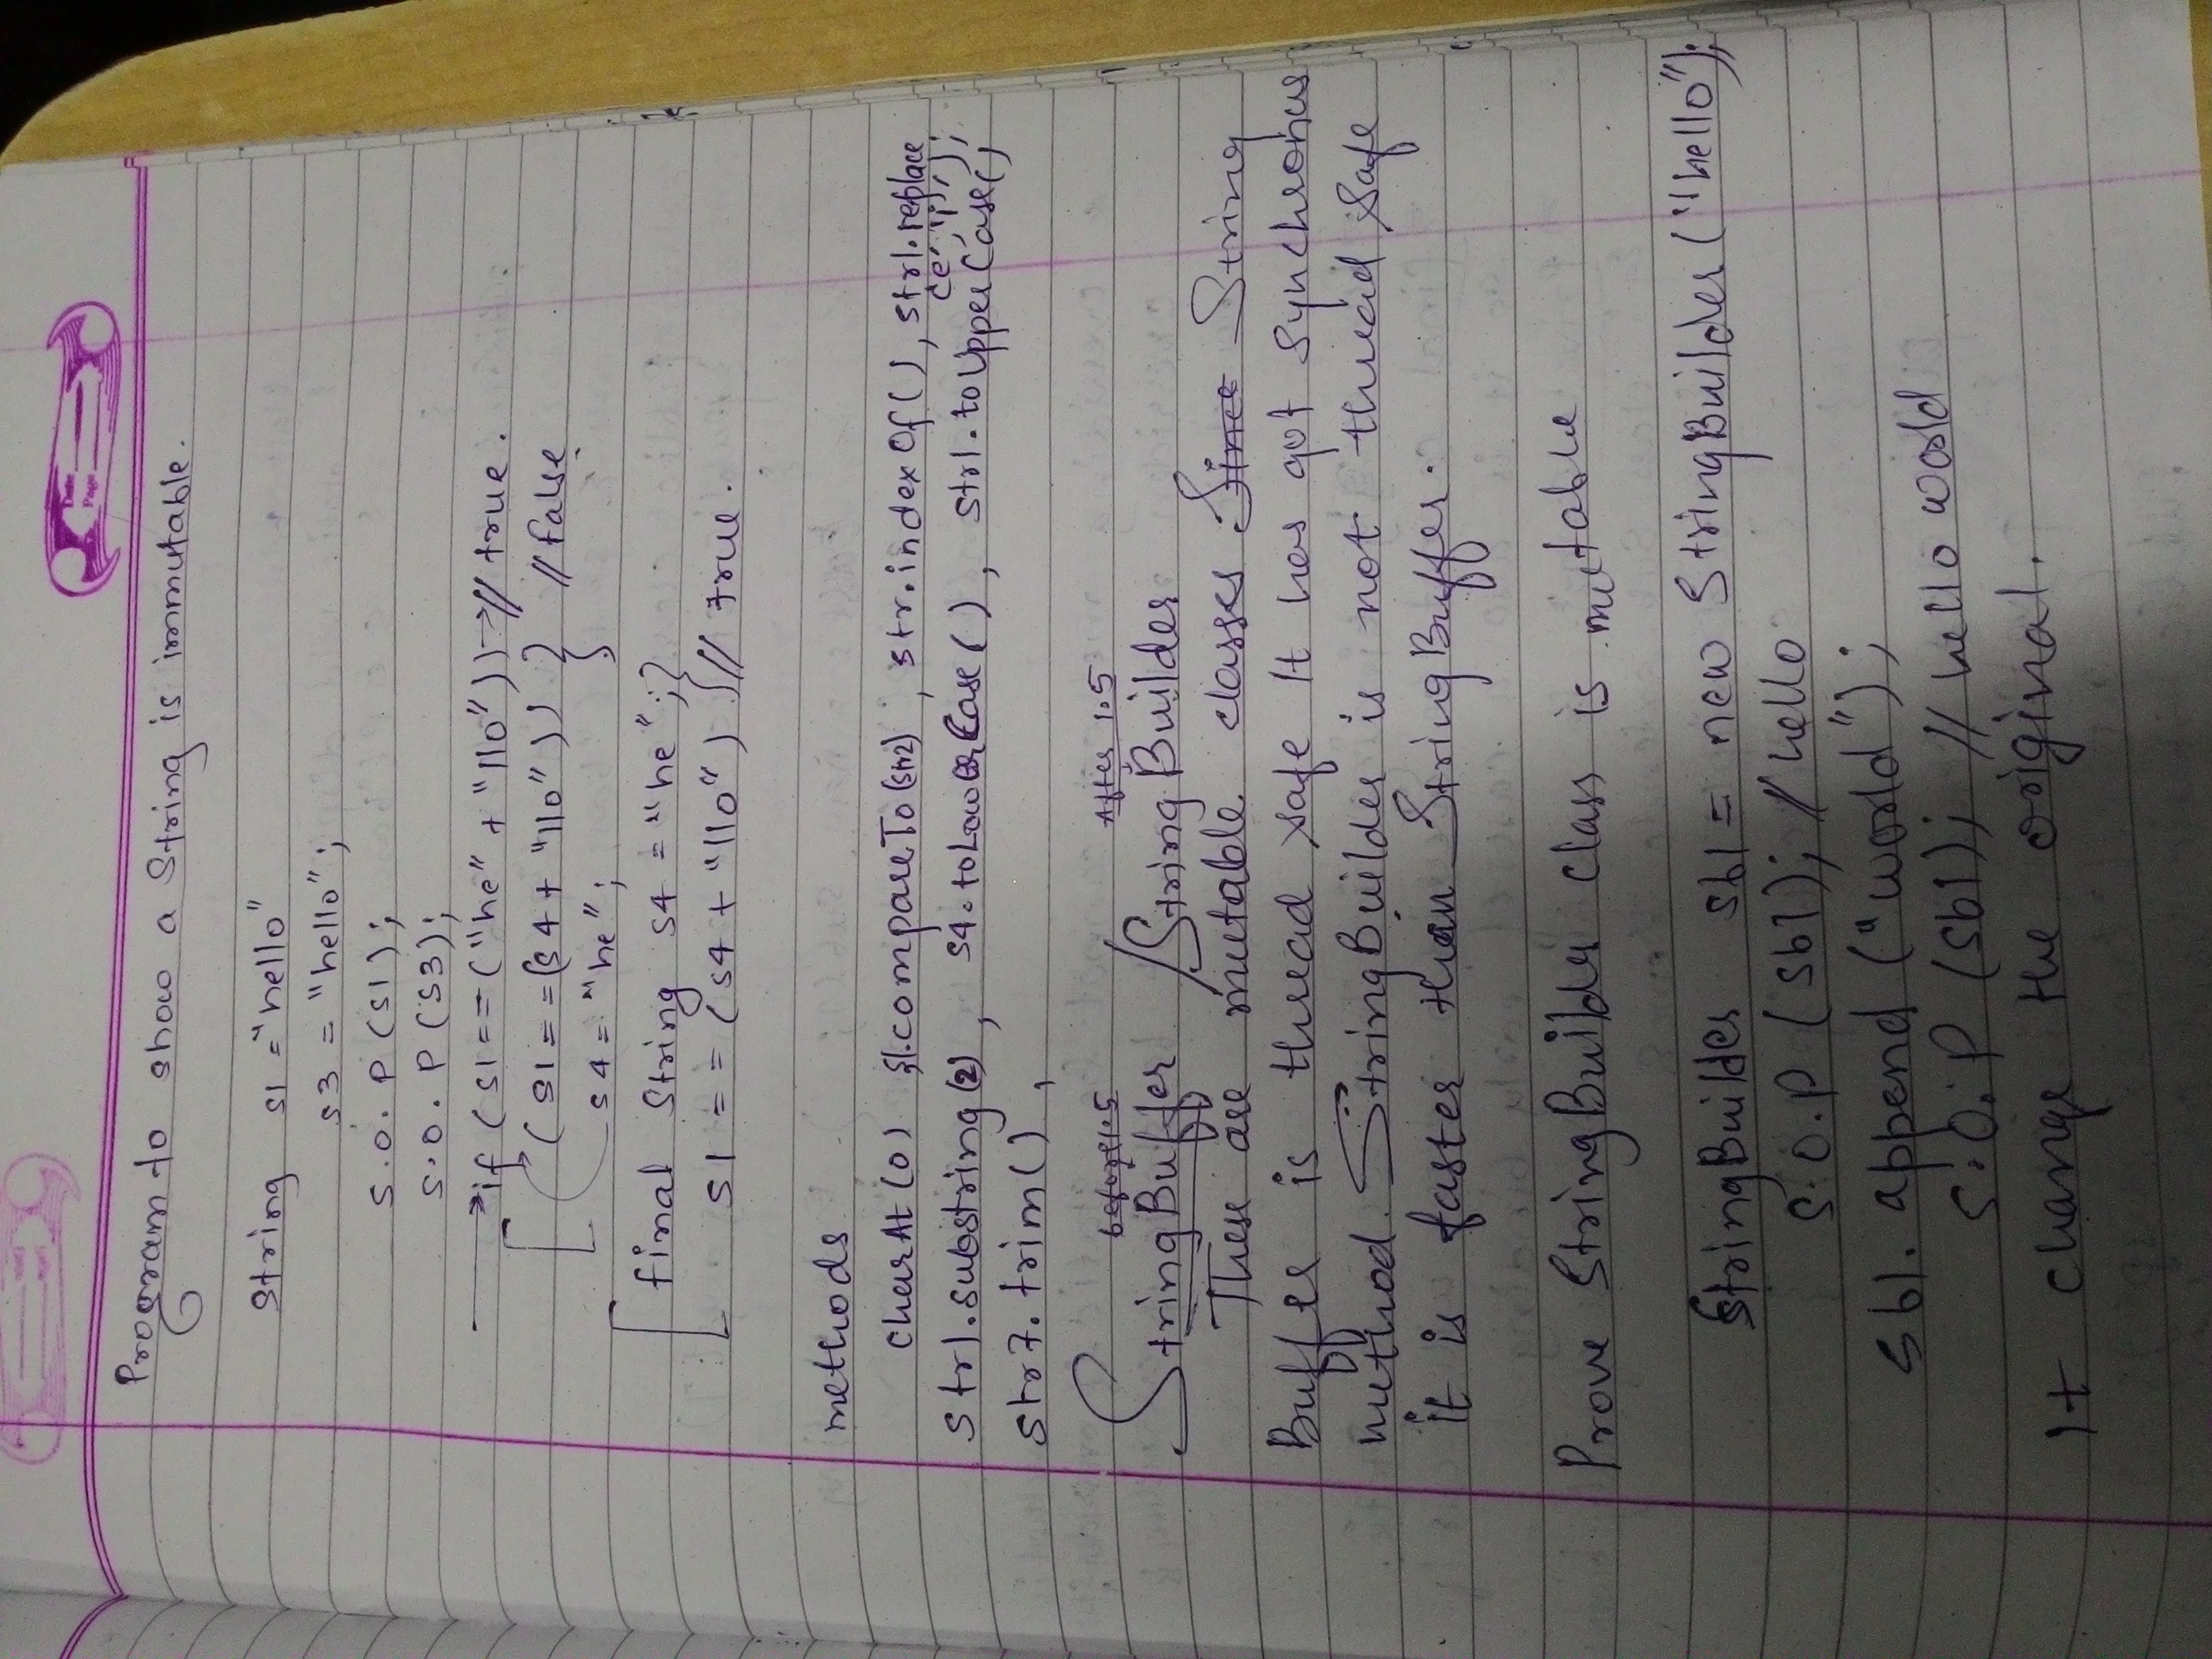 Date:
Page
Program to show a String is immutable.
String s1 = "hello"
s3 = "hello";
S.O.P (S1);
S.O.P (S3);
if (S1 == ("he" + "llo")) → // true.
(S1 == (S4 + "llo")) } // False
S4 = "he";
final String S4 = "he"; }
S1 == (S4 + "llo") } // true.
methods
charAt (0) s1.compareTo (str2) , str.indexOf (), str1.replace
('e', 'i');
str1.substring (2), S4.toLowerCase (), str1.toUpperCase ()
str7.trim () ,
before 1.5 After 1.5
StringBuffer / StringBuilder
These are mutable classes Since String
Buffer is thread safe It has got Synchronus
method. StringBuilder is not thread safe
it is faster than StringBuffer.
Prove StringBuilder Class is mutable
StringBuilder sb1 = new StringBuilder ("hello");
S.O.P (sb1); // hello
sb1. append ("world");
S.O.P (sb1); // hello world
It change the original.